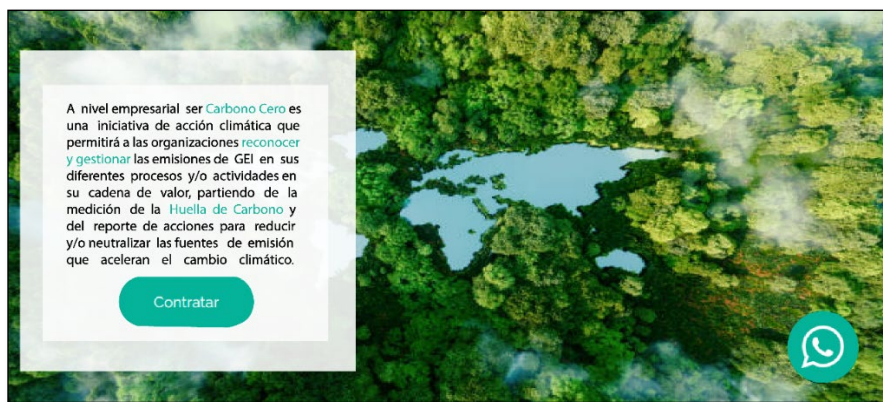 A nivel empresarial ser Carbono Cero es
una iniciativa de acción climática que
permitirá a las organizaciones reconocer
y gestionar las emisiones de GEI en sus
diferentes procesos y/o actividades en
su cadena de valor, partiendo de la
medición de la Huella de Carbono y
del reporte de acciones para reducir
y/o neutralizar las fuentes de emisión
que aceleran el cambio climático.
Contratar